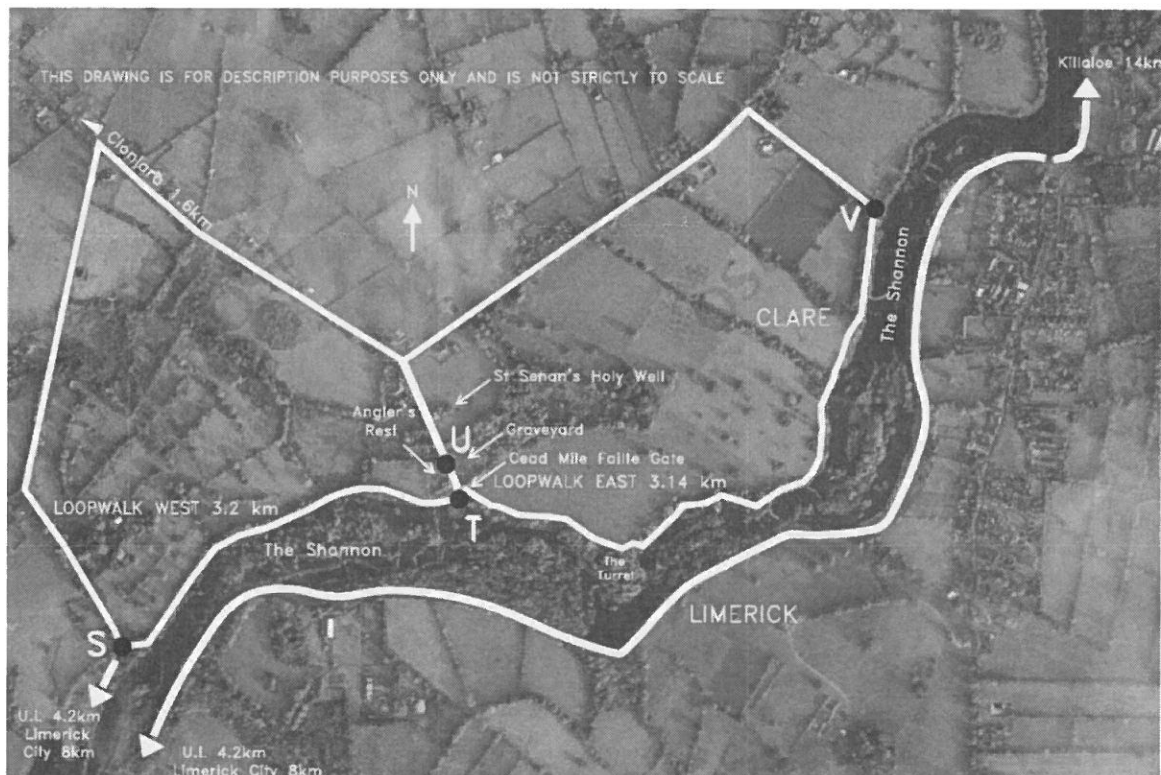 THIS DRAWING IS FOR DESCRIPTION PURPOSES ONLY AND IS NOT STRICTLY TO SCALE
Killaloe 14km
Clonlara 1.6km
N
V
The Shannon
CLARE
St Senan's Holy Well
Angler's
Rest
U
Graveyard
Cead Mile Failte Gate
LOOPWALK EAST 3.14 km
LOOPWALK WEST 3.2 km
T
The Shannon
The
Turret
LIMERICK
S
U.L 4.2km
Limerick
City 8km
U.L 4.2km
Limerick City 8km